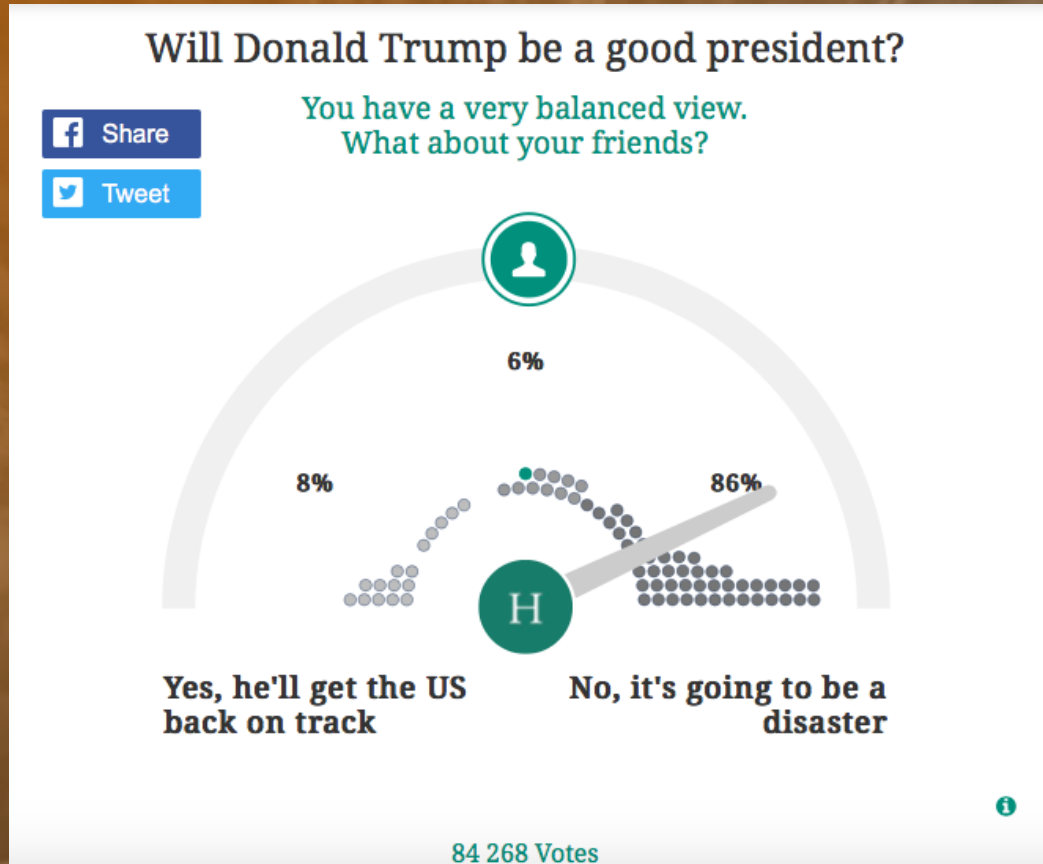 Will Donald Trump be a good president?
You have a very balanced view.
What about your friends?
Share
Tweet
6%
8%
86%
H
Yes, he'll get the US
back on track
No, it's going to be a
disaster
i
84 268 Votes